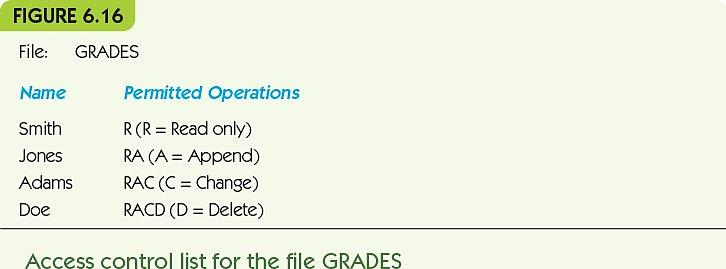 FIGURE 6.16
File: GRADES
Name Permitted Operations
Smith R (R = Read only)
Jones RA (A = Append)
Adams RAC (C = Change)
Doe RACD (D = Delete)
Access control list for the file GRADES